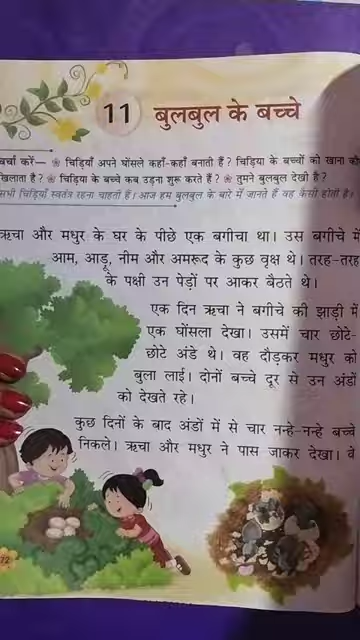 11 बुलबुल के बच्चे
चर्चा करें— चिड़ियाँ अपने घोंसले कहाँ-कहाँ बनाती हैं ? चिड़िया के बच्चों को खाना कौ
खिलाता है ? चिड़िया के बच्चे कब उड़ना शुरू करते हैं ? तुमने बुलबुल देखी है ?
सभी चिड़ियाँ स्वतंत्र रहना चाहती हैं। आज हम बुलबुल के बारे में जानते हैं वह कैसी होती है।
ऋचा और मधुर के घर के पीछे एक बगीचा था। उस बगीचे में
आम, आड़ू, नीम और अमरूद के कुछ वृक्ष थे। तरह-तरह
के पक्षी उन पेड़ों पर आकर बैठते थे।
एक दिन ऋचा ने बगीचे की झाड़ी में
एक घोंसला देखा। उसमें चार छोटे-
छोटे अंडे थे। वह दौड़कर मधुर को
बुला लाई। दोनों बच्चे दूर से उन अंडों
को देखते रहे।
कुछ दिनों के बाद अंडों में से चार नन्हे-नन्हे बच्चे
निकले। ऋचा और मधुर ने पास जाकर देखा। वे
72